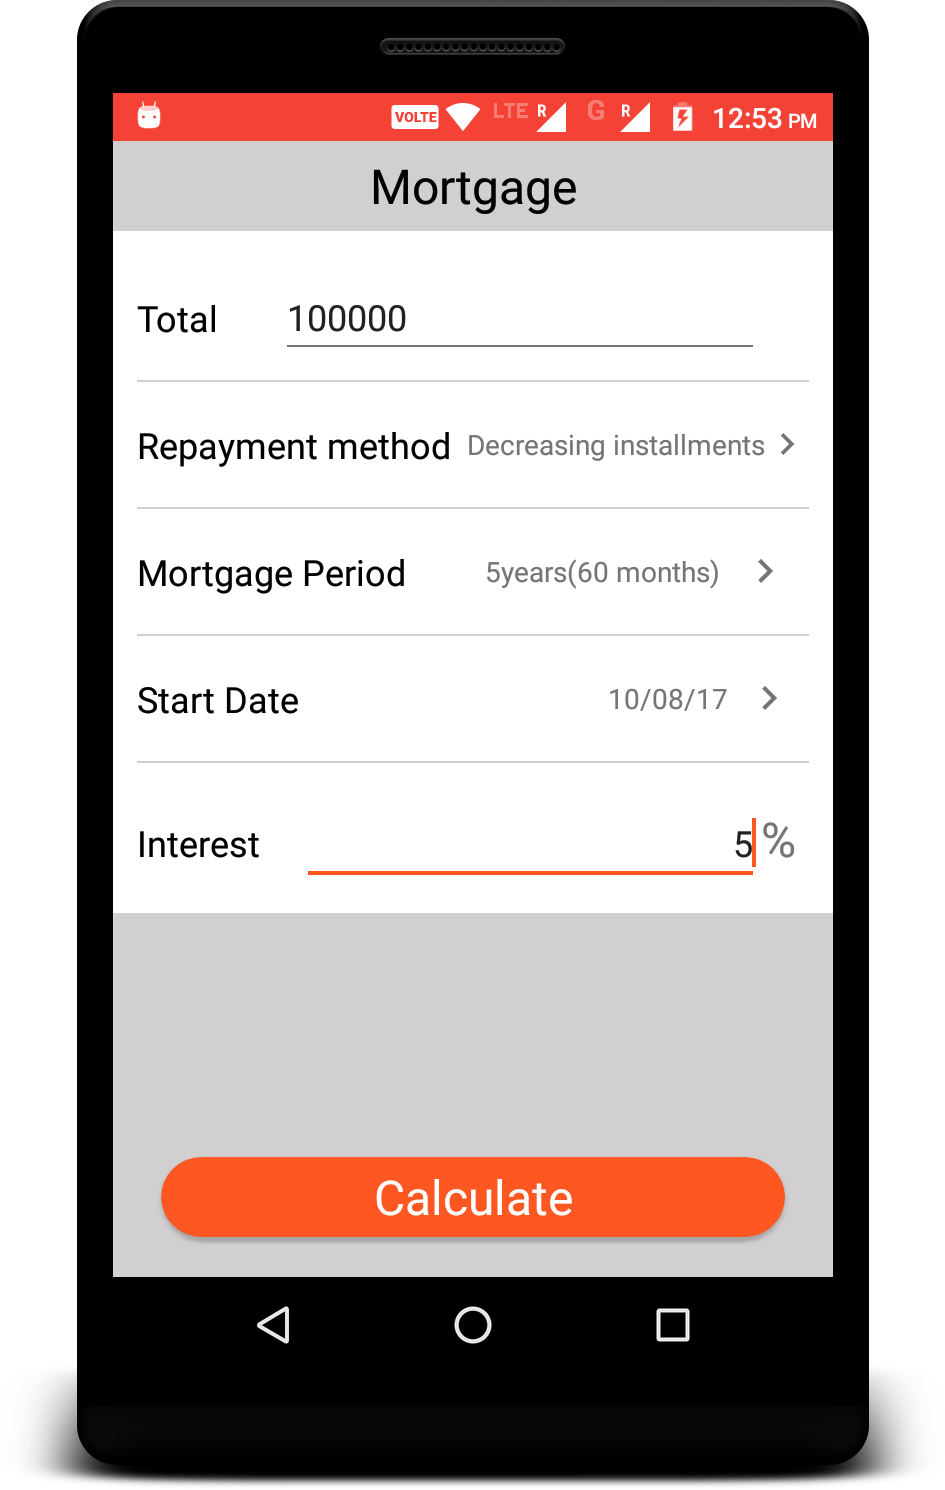 VOLTE LTE R G R 12:53 PM
Mortgage
Total 100000
Repayment method Decreasing installments
Mortgage Period 5years(60 months)
Start Date 10/08/17
Interest 5 %
Calculate